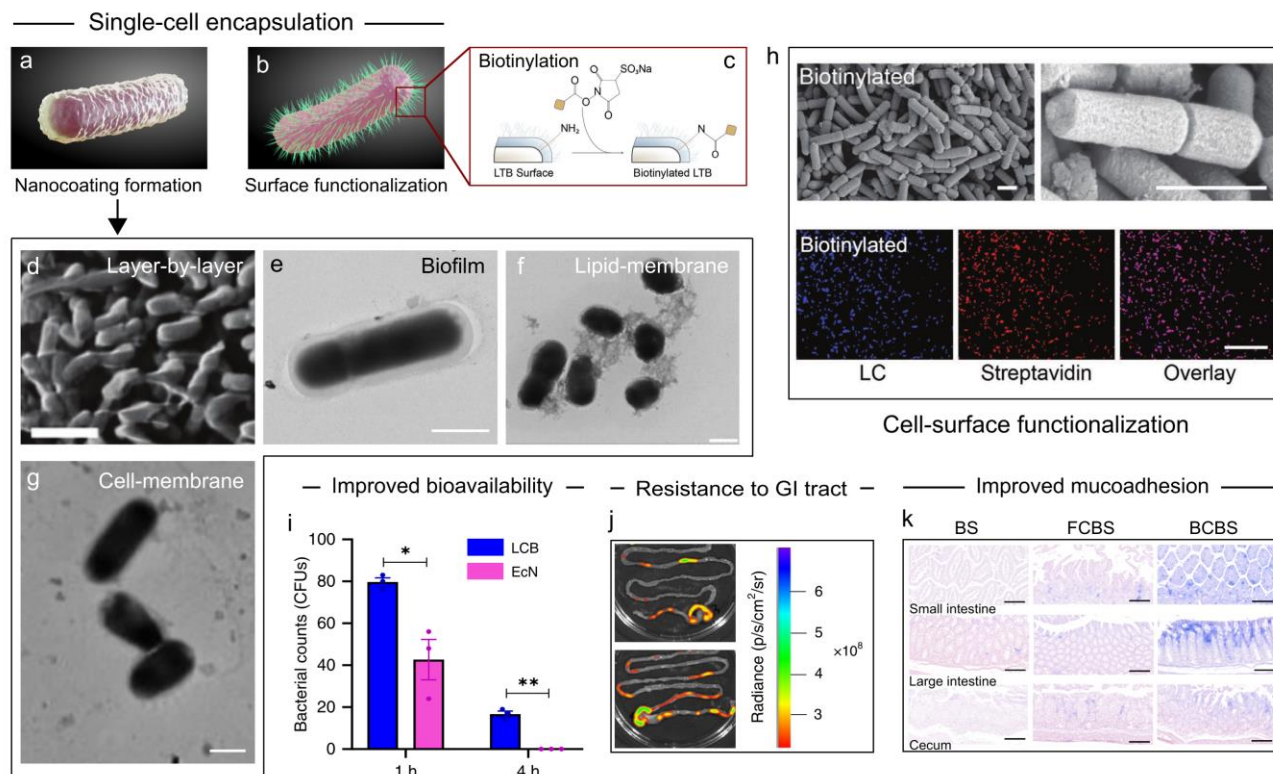 Single-cell encapsulation
a
b
Biotinylation
c
SO₃Na
O
O
N
O
O
NH₂
N
O
LTB Surface
Biotinylated LTB
Nanocoating formation
Surface functionalization
d
Layer-by-layer
e
Biofilm
f
Lipid-membrane
g
Cell-membrane
h
Biotinylated
Biotinylated
LC
Streptavidin
Overlay
Cell-surface functionalization
Improved bioavailability
i
Bacterial counts (CFUs)
100
80
60
40
20
0
*
**
LCB
EcN
1 h
4 h
Resistance to GI tract
j
Radiance (p/s/cm²/sr)
6
5
4
3
×10⁸
Improved mucoadhesion
k
BS
FCBS
BCBS
Small intestine
Large intestine
Cecum